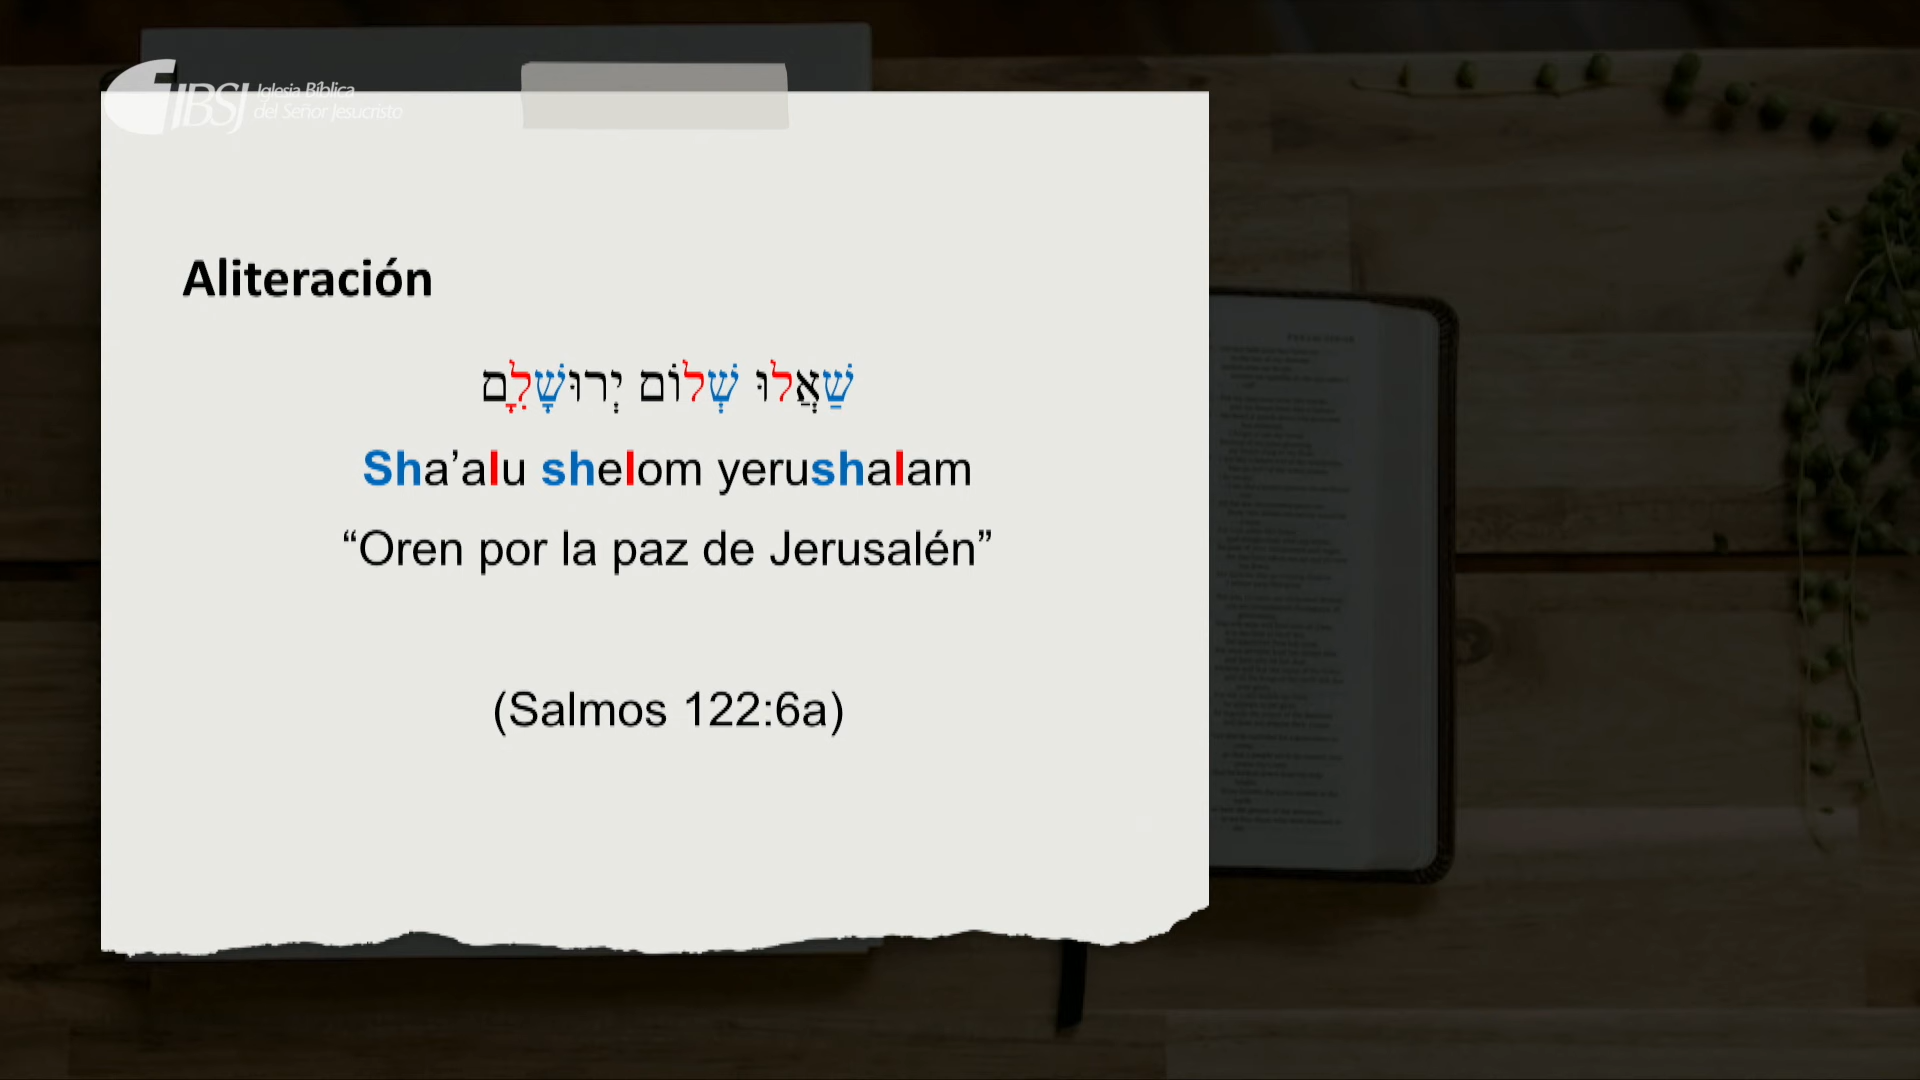 IBSJ Iglesia Bíblica
del Señor Jesucristo
Aliteración
שַׁאֲלוּ שְׁלוֹם יְרוּשָׁלִָם
Sha’alu shelom yerushalam
“Oren por la paz de Jerusalén”
(Salmos 122:6a)